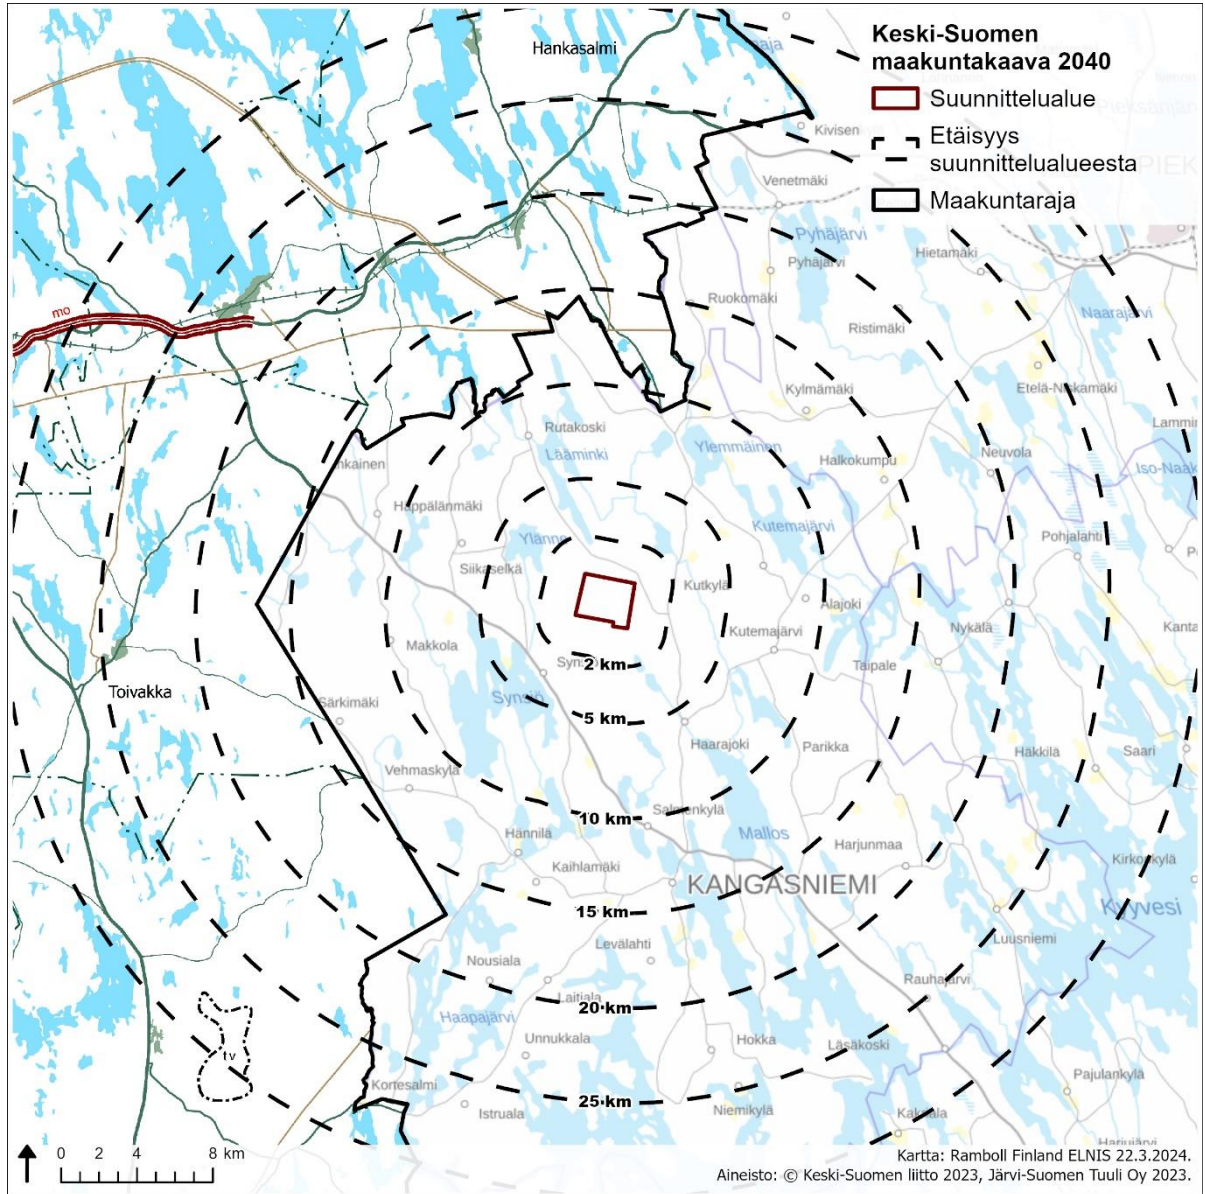 Keski-Suomen
maakuntakaava 2040
Suunnittelualue
Etäisyys
suunnittelualueesta
Maakuntaraja
Hankasalmi
Kivisen
Venetmäki
Pyhäjärvi
Pyhäjärvi
Hietamäki
PIEK
Ruokomäki
Ristimäki
Naarajärvi
mo
Kylmämäki
Etelä-Niskamäki
Rutakoski
Lääminki
Ylemmäinen
Halkokumpu
Neuvola
Lammin
Iso-Naak
Häppälänmäki
Ylänne
Kutemajärvi
Pohjalahti
Siikaselkä
Kutkylä
Alajoki
Nykälä
Kanta
Makkola
Kutemajärvi
Taipale
2 km
Toivakka
Synsiö
Särkimäki
5 km
Haarajoki
Parikka
Häkkilä
Saari
Vehmaskylä
10 km
Salmenkylä
Mallos
Hännilä
Harjunmaa
Kirkonkylä
Kaihlamäki
KANGASNIEMI
Kyyvesi
15 km
Levälahti
Luusniemi
Nousiala
Rauhajärvi
Laitiala
20 km
Haapajärvi
Unnukkala
Hokka
Läsäkoski
tv
Kortesalmi
Pajulankylä
25 km
Istruala
Niemikylä
Harjujärvi
0 2 4 8 km
Kartta: Ramboll Finland ELNIS 22.3.2024.
Aineisto: © Keski-Suomen liitto 2023, Järvi-Suomen Tuuli Oy 2023.